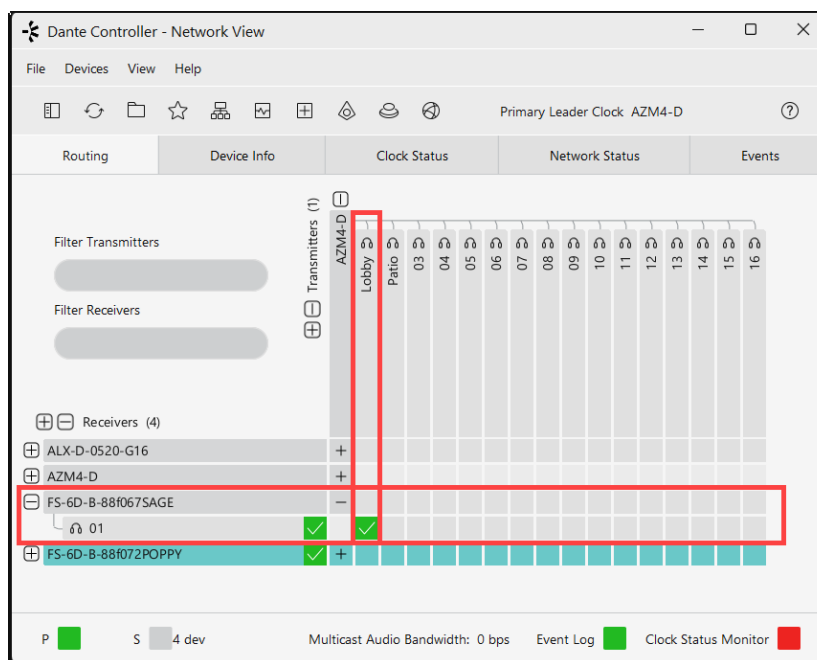 Dante Controller - Network View
File Devices View Help
Primary Leader Clock AZM4-D
Routing Device Info Clock Status Network Status Events
Filter Transmitters
Filter Receivers
Transmitters (1)
AZM4-D
Lobby
Patio
03
04
05
06
07
08
09
10
11
12
13
14
15
16
Receivers (4)
ALX-D-0520-G16
AZM4-D
FS-6D-B-88f067SAGE
01
FS-6D-B-88f072POPPY
P S 4 dev Multicast Audio Bandwidth: 0 bps Event Log Clock Status Monitor